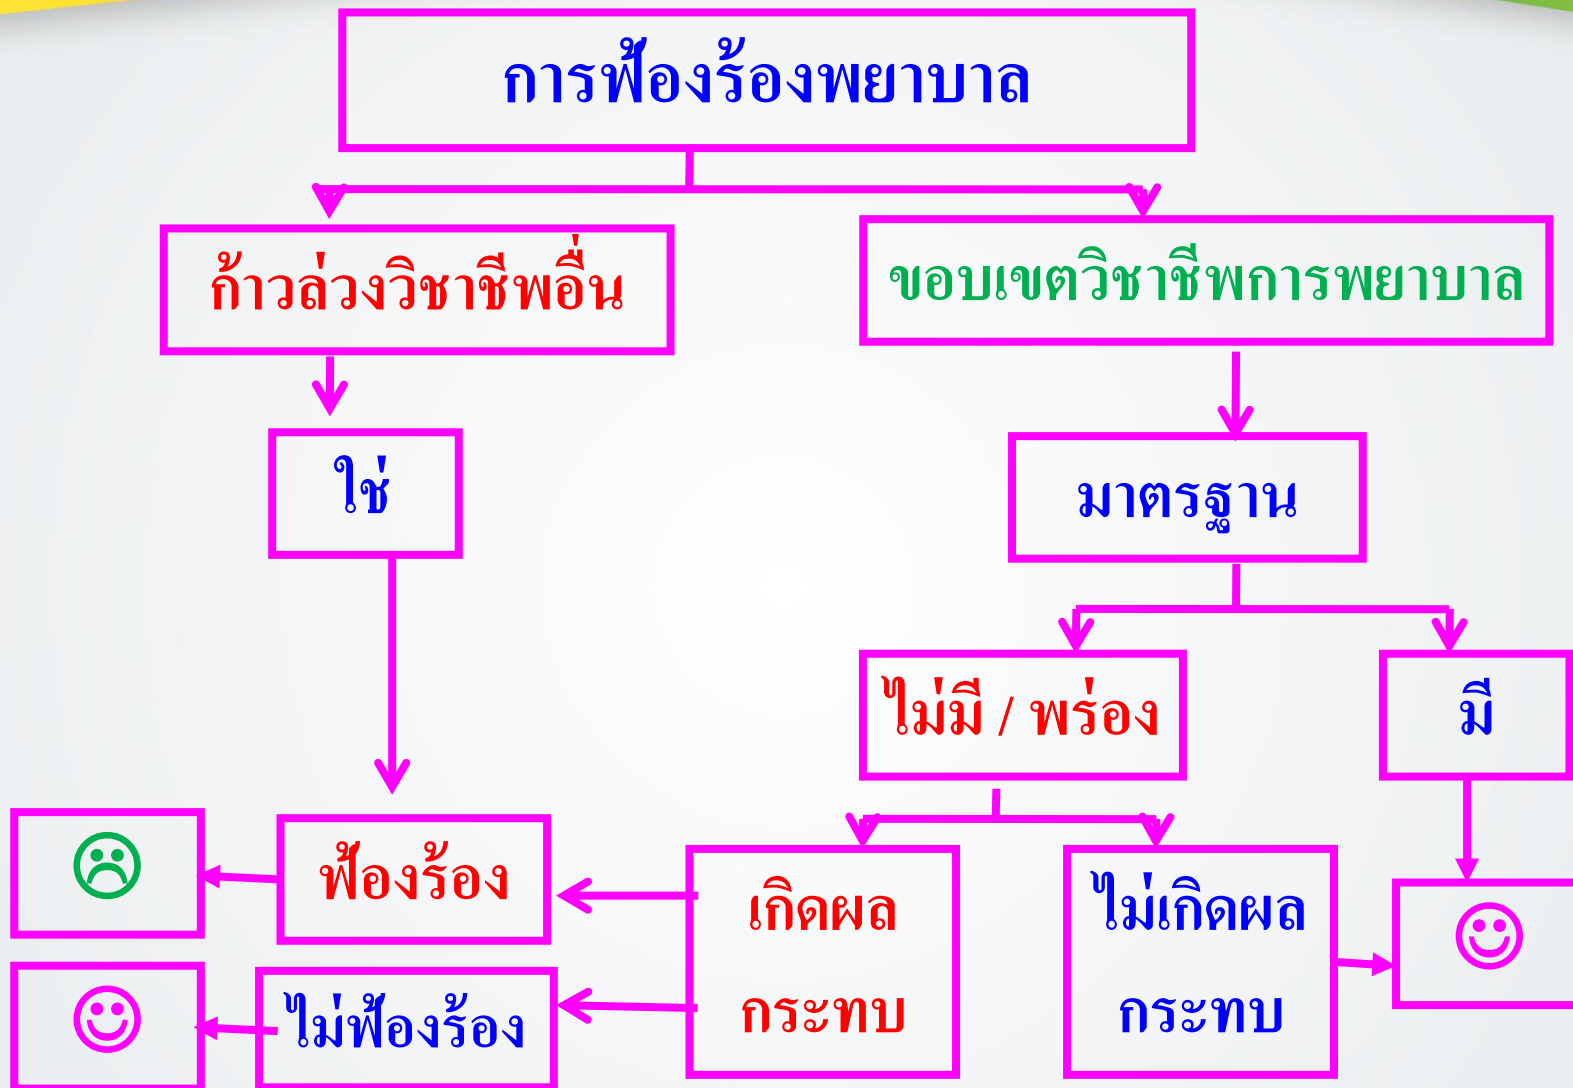 การฟ้องร้องพยาบาล
ก้าวล่วงวิชาชีพอื่น
ขอบเขตวิชาชีพการพยาบาล
ใช่
มาตรฐาน
ไม่มี / พร่อง
มี
ฟ้องร้อง
เกิดผล
กระทบ
ไม่เกิดผล
กระทบ
ไม่ฟ้องร้อง